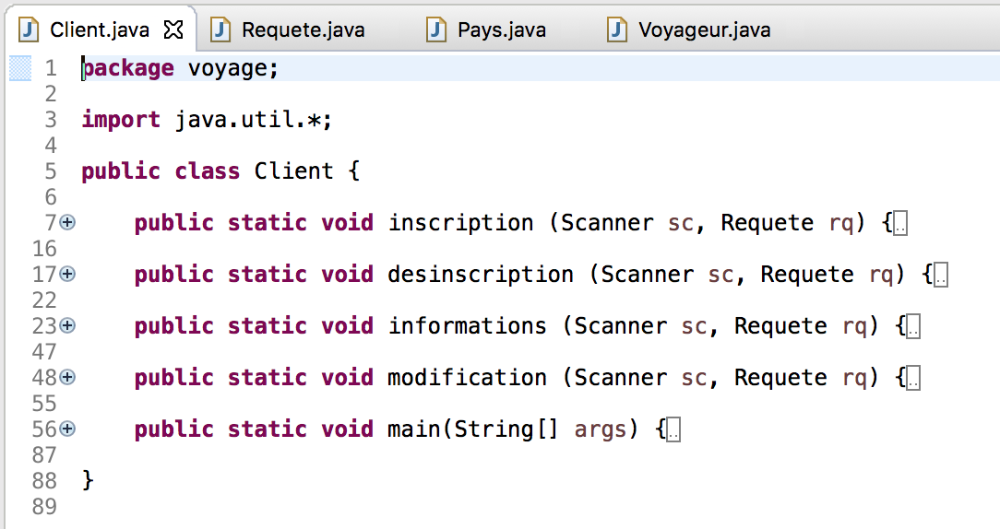 Client.java Requete.java Pays.java Voyageur.java
1 package voyage;
2
3 import java.util.*;
4
5 public class Client {
6
7 public static void inscription (Scanner sc, Requete rq) {..
16
17 public static void desinscription (Scanner sc, Requete rq) {..
22
23 public static void informations (Scanner sc, Requete rq) {..
47
48 public static void modification (Scanner sc, Requete rq) {..
55
56 public static void main(String[] args) {..
87
88 }
89